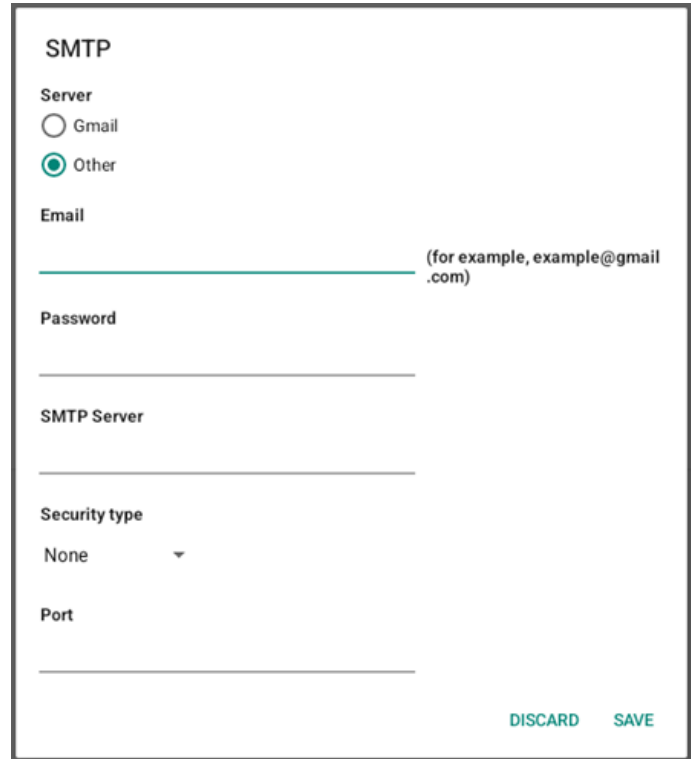 SMTP
Server
Gmail
Other
Email
(for example, example@gmail
.com)
Password
SMTP Server
Security type
None
Port
DISCARD SAVE